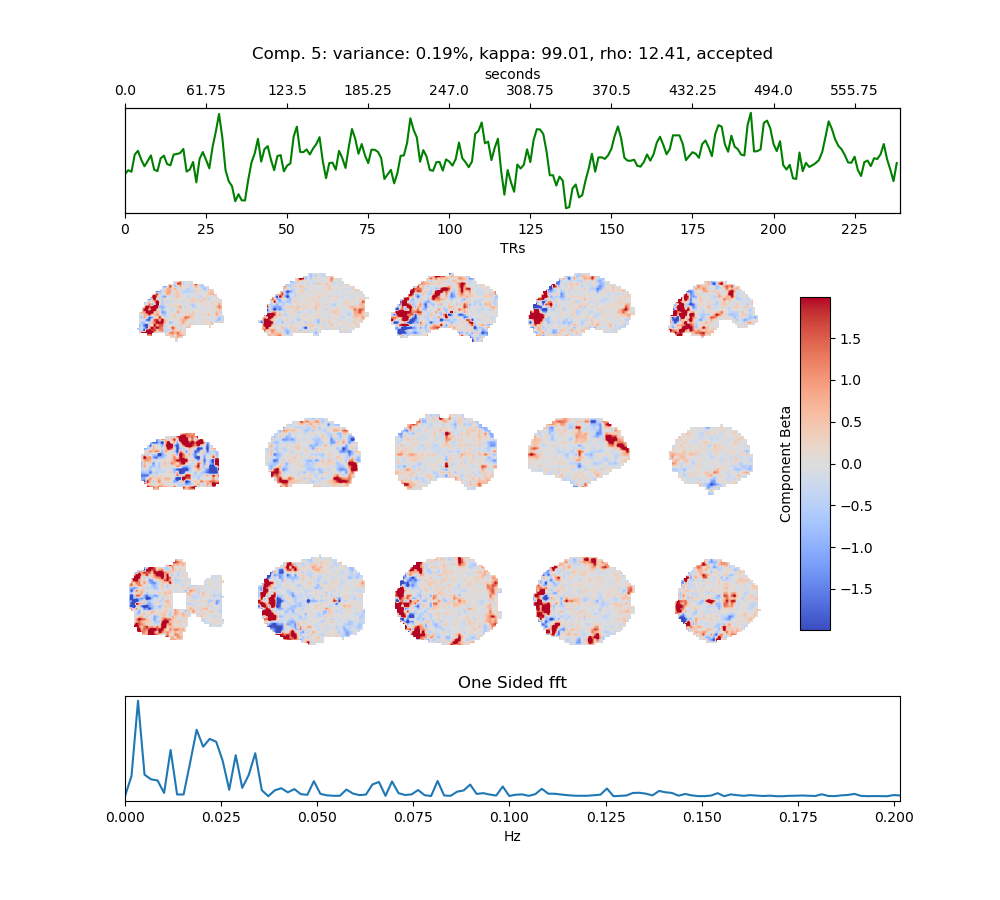 Comp. 5: variance: 0.19%, kappa: 99.01, rho: 12.41, accepted
seconds
0.0 61.75 123.5 185.25 247.0 308.75 370.5 432.25 494.0 555.75
0 25 50 75 100 125 150 175 200 225
TRs
1.5
1.0
0.5
0.0
−0.5
−1.0
−1.5
Component Beta
One Sided fft
0.000 0.025 0.050 0.075 0.100 0.125 0.150 0.175 0.200
Hz